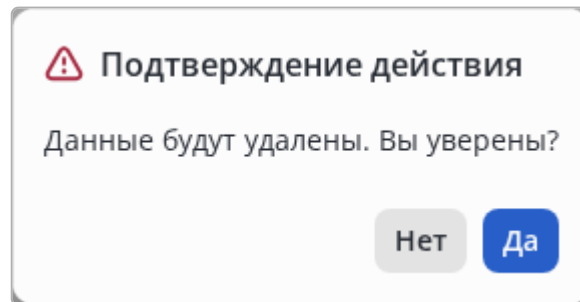 Подтверждение действия
Данные будут удалены. Вы уверены?
Нет Да